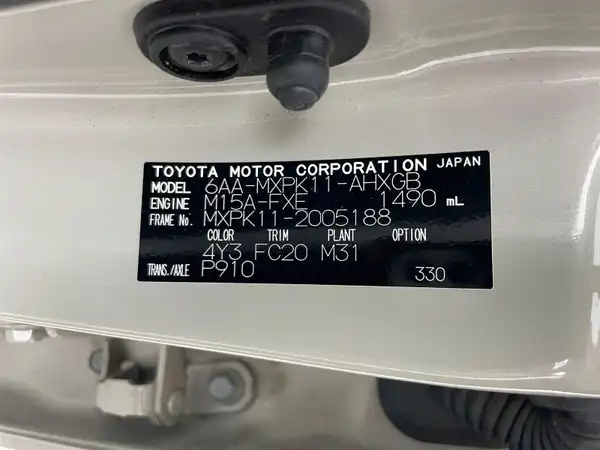 TOYOTA MOTOR CORPORATION JAPAN
MODEL 6AA-MXPK11-AHXGB
ENGINE M15A-FXE 1490 mL
FRAME No. MXPK11-2005188
COLOR TRIM PLANT OPTION
4Y3 FC20 M31
TRANS./AXLE P910 330